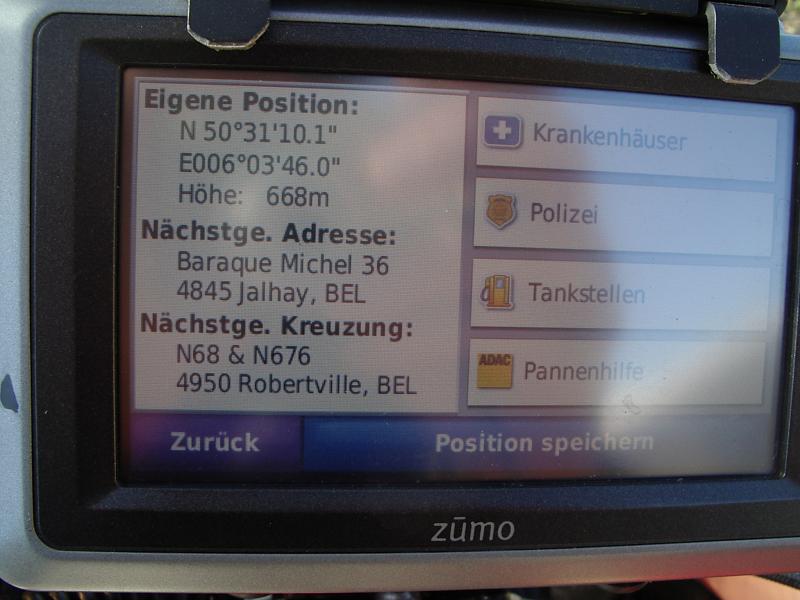 Eigene Position:
N 50°31'10.1"
E006°03'46.0"
Höhe: 668m
Nächstge. Adresse:
Baraque Michel 36
4845 Jalhay, BEL
Nächstge. Kreuzung:
N68 & N676
4950 Robertville, BEL
Krankenhäuser
Polizei
Tankstellen
ADAC
Pannenhilfe
Zurück
Position speichern
zūmo